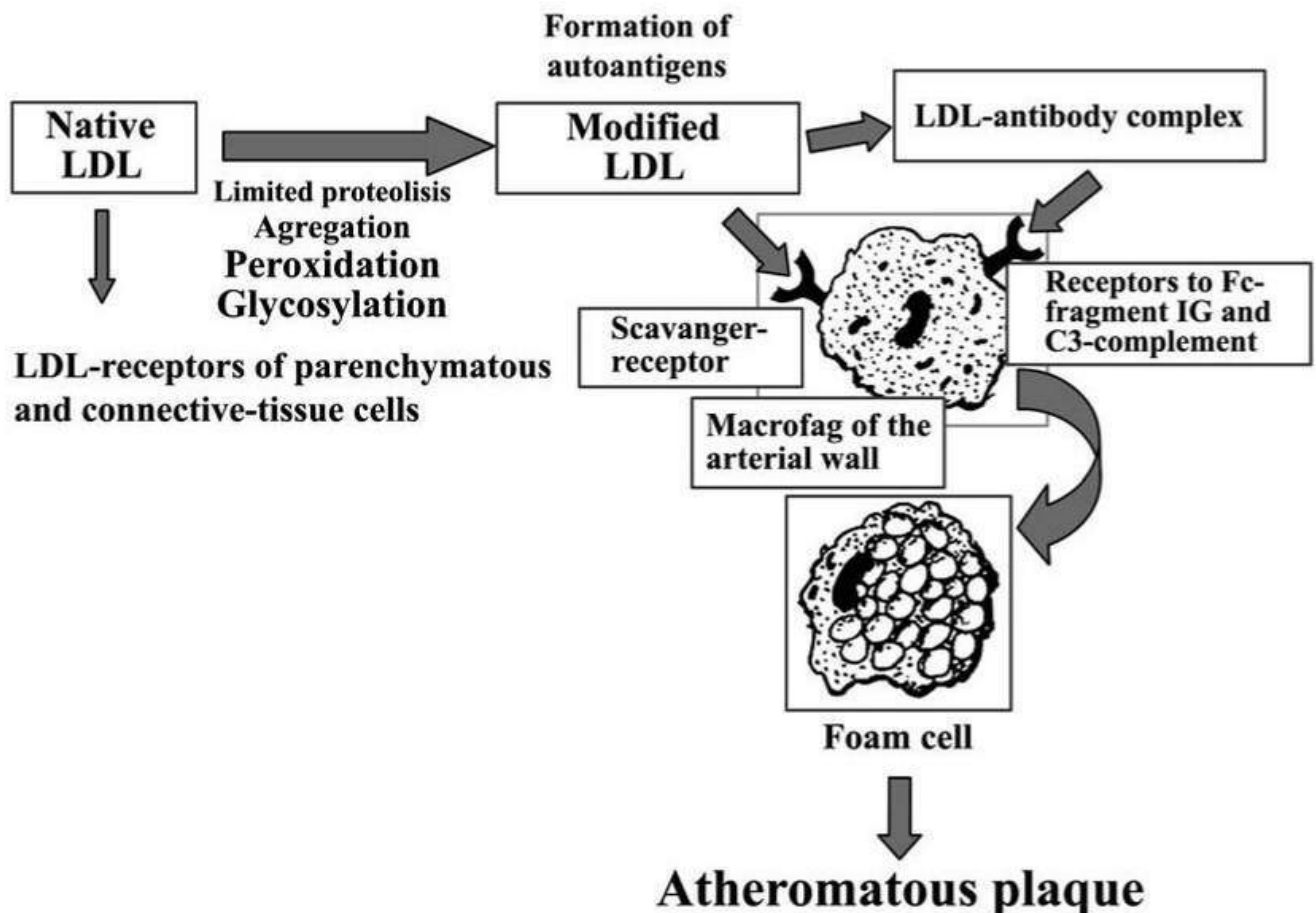 Formation of
autoantigens
Native
LDL
Modified
LDL
LDL-antibody complex
Limited proteolisis
Agregation
Peroxidation
Glycosylation
LDL-receptors of parenchymatous
and connective-tissue cells
Scavanger-
receptor
Receptors to Fc-
fragment IG and
C3-complement
Macrofag of the
arterial wall
Foam cell
Atheromatous plaque